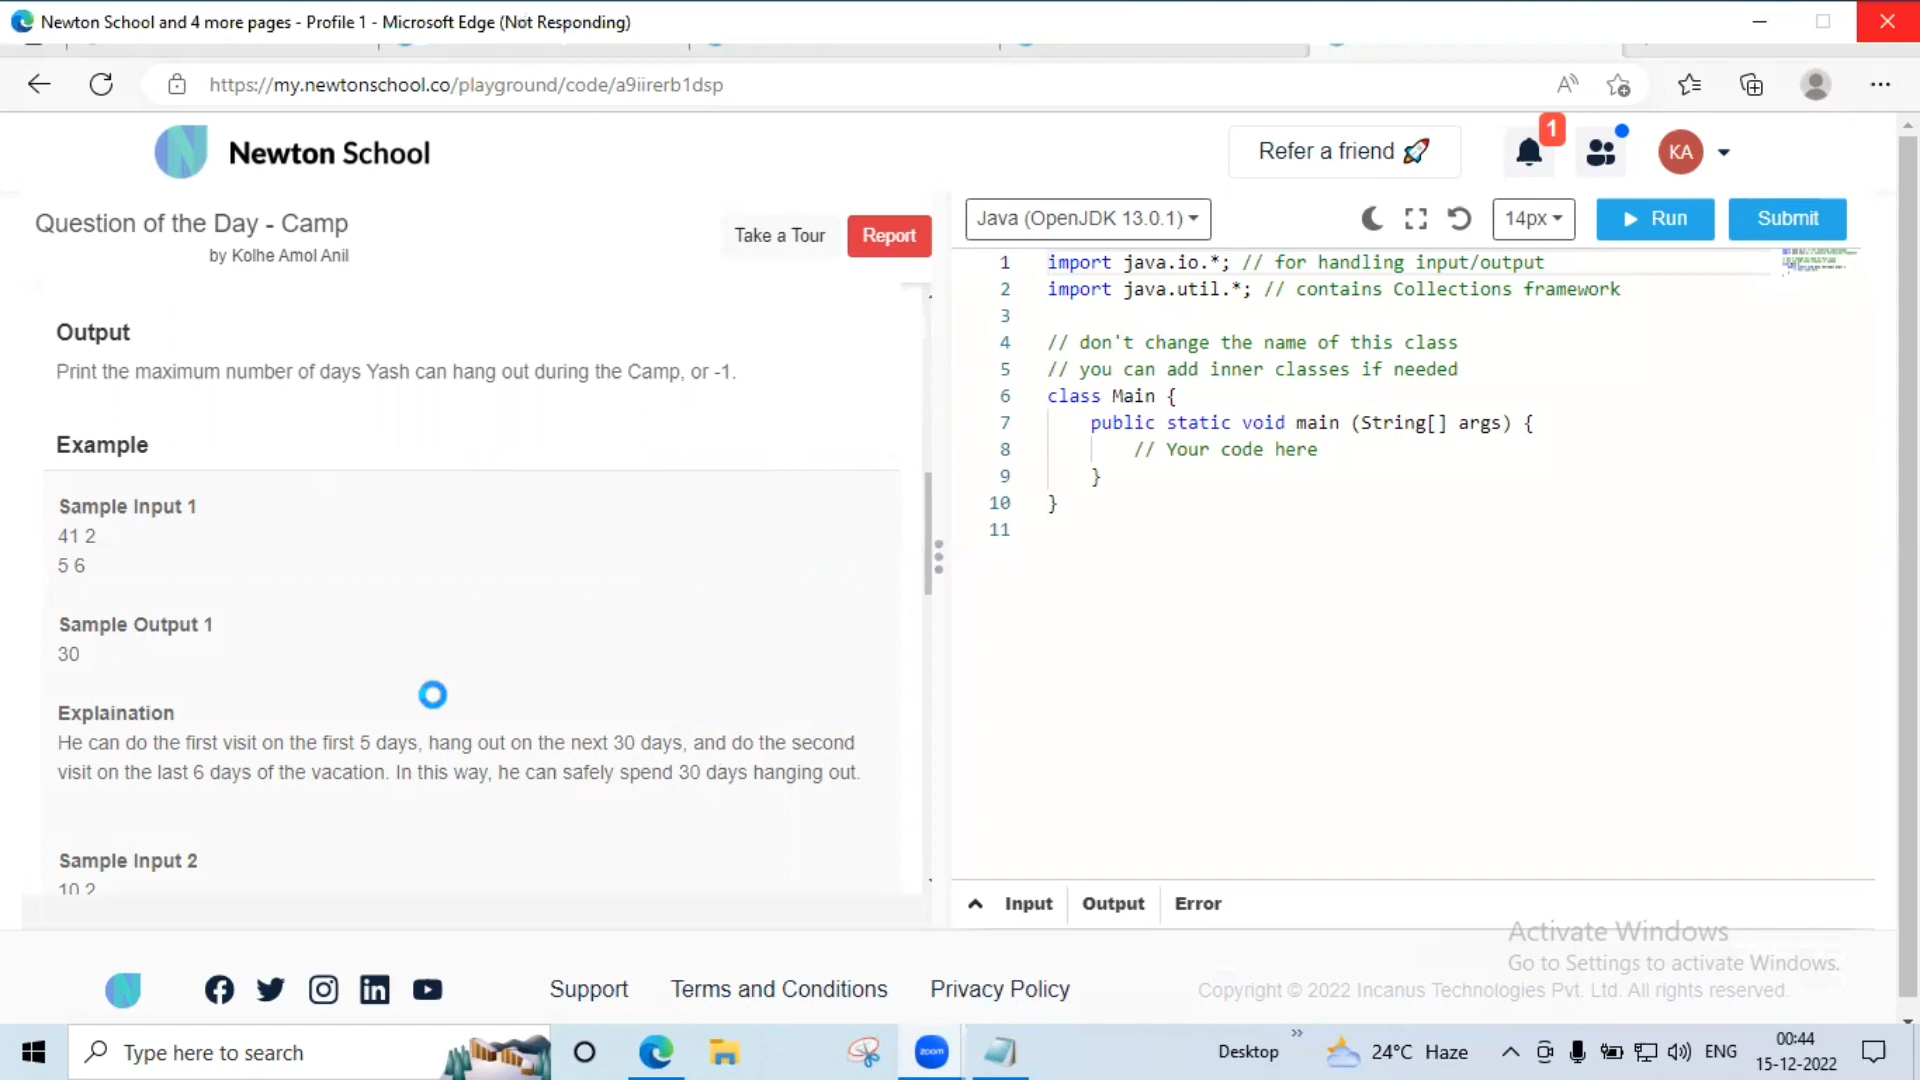 Newton School and 4 more pages - Profile 1 - Microsoft Edge (Not Responding)
https://my.newtonschool.co/playground/code/a9iirerb1dsp
Newton School
Refer a friend 🚀
1
KA
Question of the Day - Camp
by Kolhe Amol Anil
Take a Tour
Report
Output
Print the maximum number of days Yash can hang out during the Camp, or -1.
Example
Sample Input 1
41 2
5 6
Sample Output 1
30
Explaination
He can do the first visit on the first 5 days, hang out on the next 30 days, and do the second
visit on the last 6 days of the vacation. In this way, he can safely spend 30 days hanging out.
Sample Input 2
10 2
Java (OpenJDK 13.0.1)
14px
Run
Submit
1 import java.io.*; // for handling input/output
2 import java.util.*; // contains Collections framework
3
4 // don't change the name of this class
5 // you can add inner classes if needed
6 class Main {
7 public static void main (String[] args) {
8 // Your code here
9 }
10 }
11
Input
Output
Error
Activate Windows
Go to Settings to activate Windows.
Support
Terms and Conditions
Privacy Policy
Copyright © 2022 Incanus Technologies Pvt. Ltd. All rights reserved.
Type here to search
zoom
Desktop
24°C Haze
ENG
00:44
15-12-2022